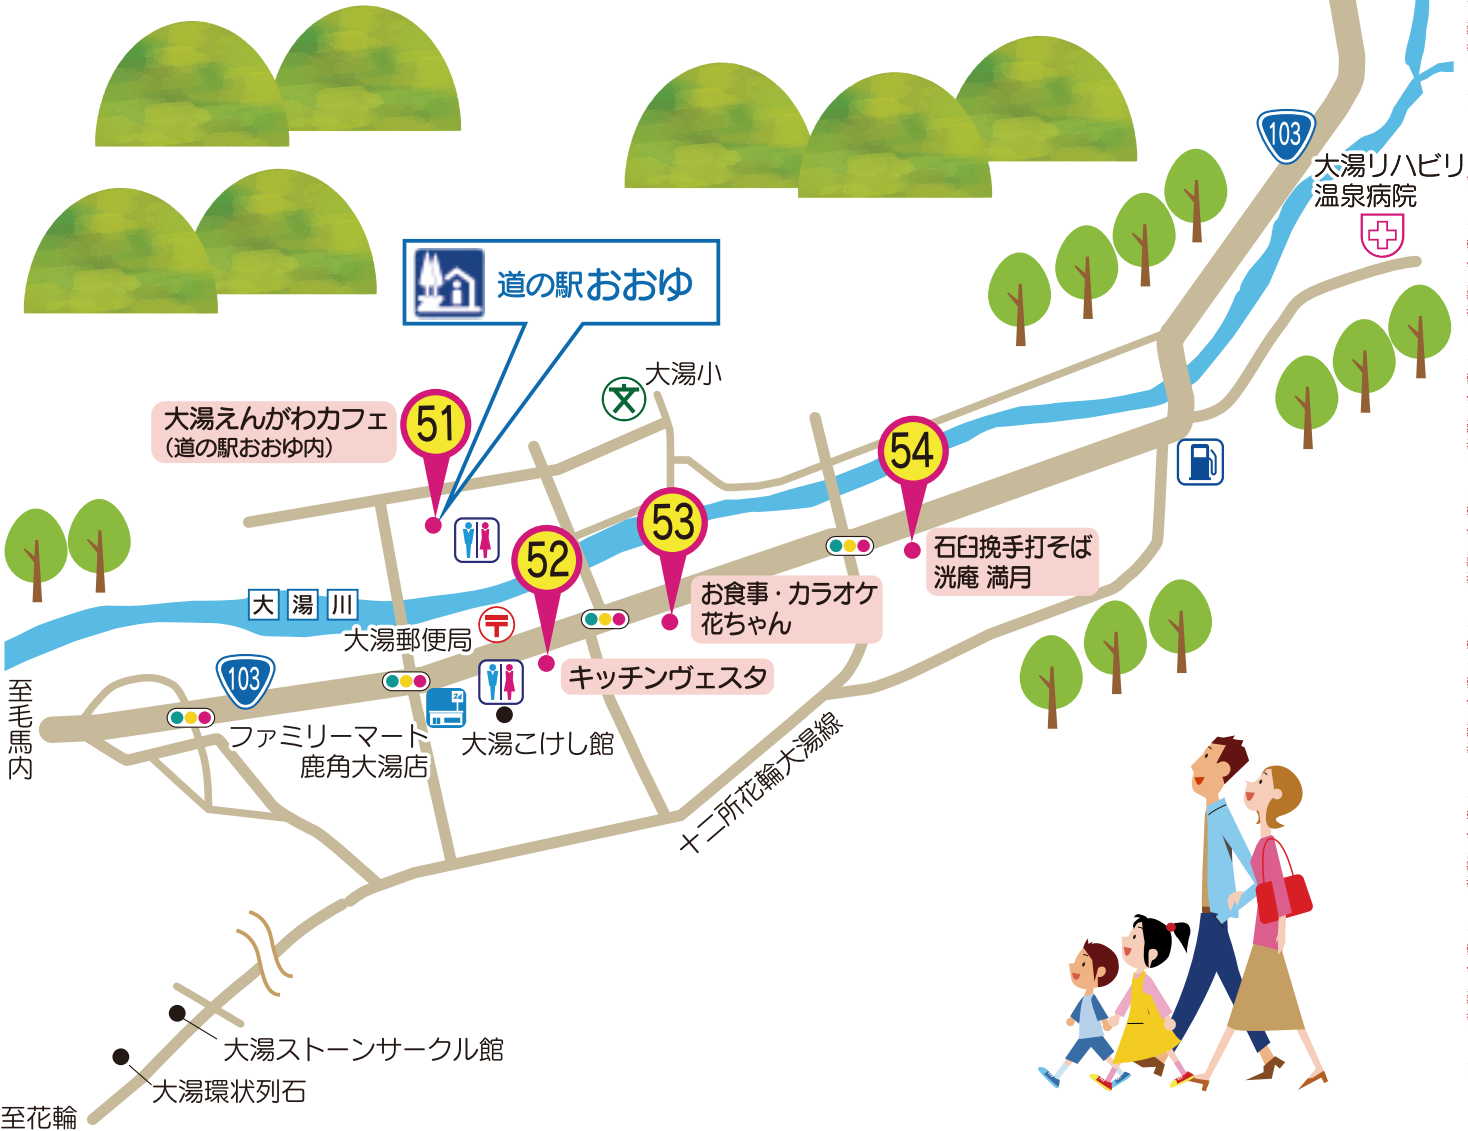 103
大湯リハビリ
温泉病院
道の駅 おおゆ
大湯小
大湯えんがわカフェ
（道の駅おおゆ内）
51
54
53
52
石臼挽手打そば
洸庵 満月
お食事・カラオケ
花ちゃん
大湯川
大湯郵便局
キッチンヴェスタ
103
至毛馬内
24
ファミリーマート
鹿角大湯店
大湯こけし館
十二所花輪大湯線
大湯ストーンサークル館
大湯環状列石
至花輪